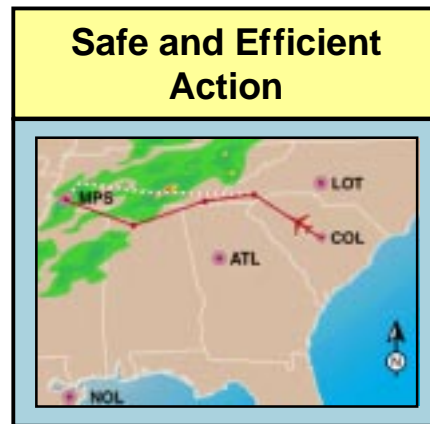 Safe and Efficient
Action
LOT
MPS
COL
ATL
N
NOL